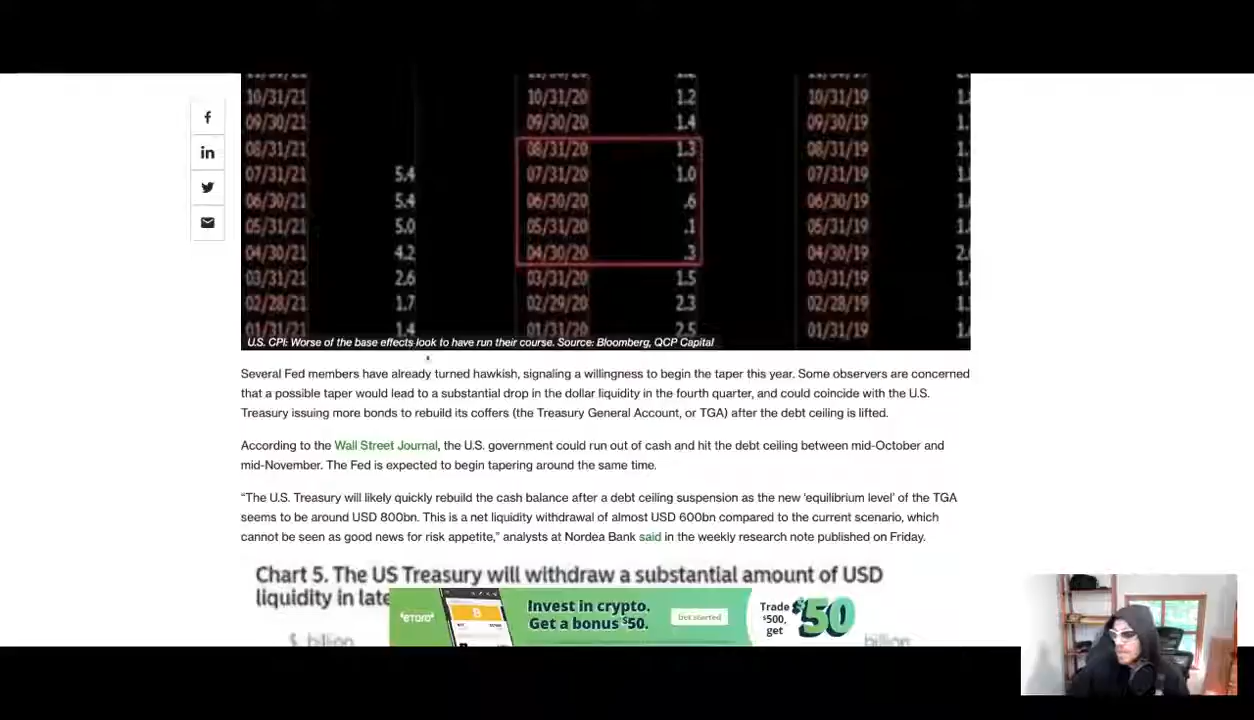 10/31/21 10/31/20 1.2 10/31/19
09/30/21 09/30/20 1.4 09/30/19
08/31/21 08/31/20 1.3 08/31/19
07/31/21 5.4 07/31/20 1.0 07/31/19
06/30/21 5.4 06/30/20 .6 06/30/19
05/31/21 5.0 05/31/20 .1 05/31/19
04/30/21 4.2 04/30/20 .3 04/30/19
03/31/21 2.6 03/31/20 1.5 03/31/19
02/28/21 1.7 02/29/20 2.3 02/28/19
01/31/21 1.4 01/31/20 2.5 01/31/19
U.S. CPI: Worse of the base effects look to have run their course. Source: Bloomberg, QCP Capital
Several Fed members have already turned hawkish, signaling a willingness to begin the taper this year. Some observers are concerned
that a possible taper would lead to a substantial drop in the dollar liquidity in the fourth quarter, and could coincide with the U.S.
Treasury issuing more bonds to rebuild its coffers (the Treasury General Account, or TGA) after the debt ceiling is lifted.
According to the Wall Street Journal, the U.S. government could run out of cash and hit the debt ceiling between mid-October and
mid-November. The Fed is expected to begin tapering around the same time.
“The U.S. Treasury will likely quickly rebuild the cash balance after a debt ceiling suspension as the new ‘equilibrium level’ of the TGA
seems to be around USD 800bn. This is a net liquidity withdrawal of almost USD 600bn compared to the current scenario, which
cannot be seen as good news for risk appetite,” analysts at Nordea Bank said in the weekly research note published on Friday.
Chart 5. The US Treasury will withdraw a substantial amount of USD
liquidity in late
$ billion billion
eToro
Invest in crypto.
Get a bonus $50.
get started
Trade
$500,
get
$50